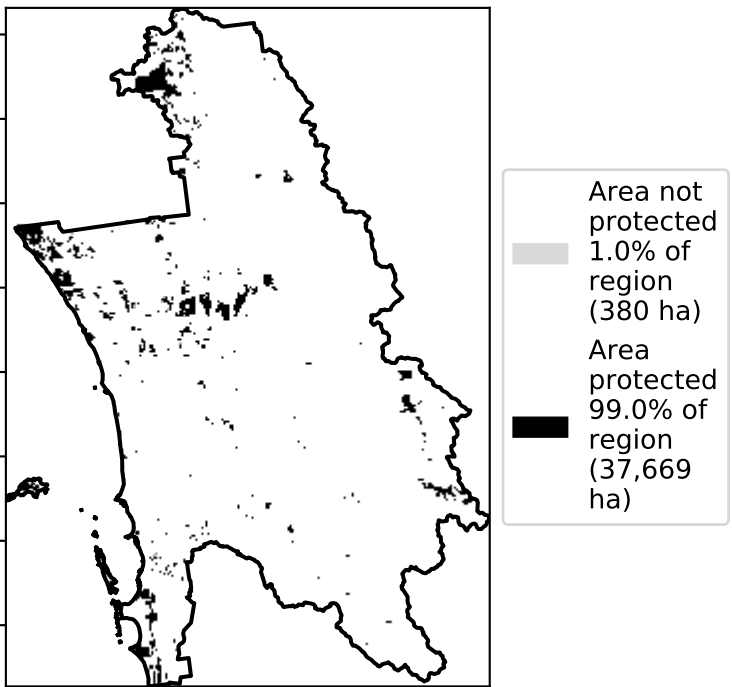 Area not
protected
1.0% of
region
(380 ha)
Area
protected
99.0% of
region
(37,669
ha)